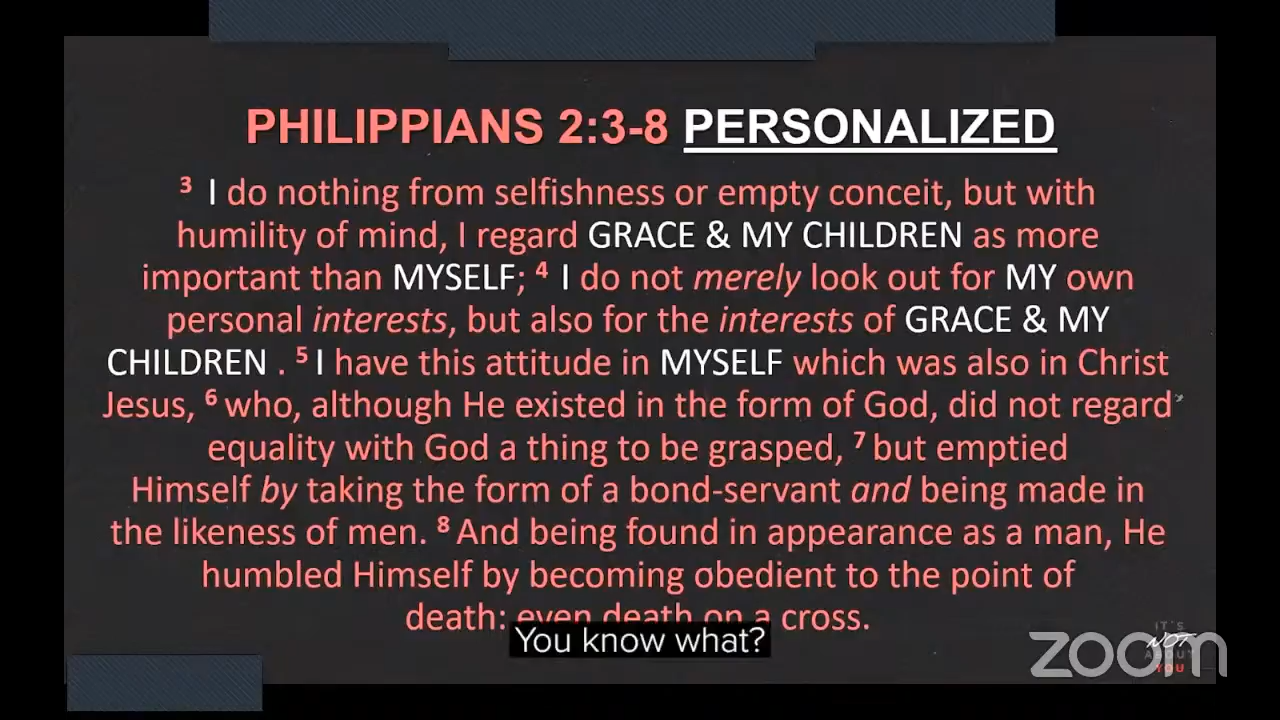 PHILIPPIANS 2:3-8 PERSONALIZED
3 I do nothing from selfishness or empty conceit, but with
humility of mind, I regard GRACE & MY CHILDREN as more
important than MYSELF; 4 I do not merely look out for MY own
personal interests, but also for the interests of GRACE & MY
CHILDREN . 5 I have this attitude in MYSELF which was also in Christ
Jesus, 6 who, although He existed in the form of God, did not regard
equality with God a thing to be grasped, 7 but emptied
Himself by taking the form of a bond-servant and being made in
the likeness of men. 8 And being found in appearance as a man, He
humbled Himself by becoming obedient to the point of
death: even death on a cross.
You know what?
IT'S
NOT
ABOUT
YOU
zoom